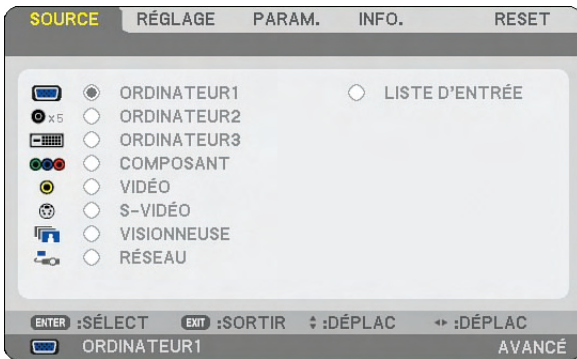 SOURCE RÉGLAGE PARAM. INFO. RESET
ORDINATEUR1 LISTE D'ENTRÉE
x5 ORDINATEUR2
ORDINATEUR3
COMPOSANT
VIDÉO
S-VIDÉO
VISIONNEUSE
RÉSEAU
ENTER :SÉLECT EXIT :SORTIR :DÉPLAC :DÉPLAC
ORDINATEUR1 AVANCÉ